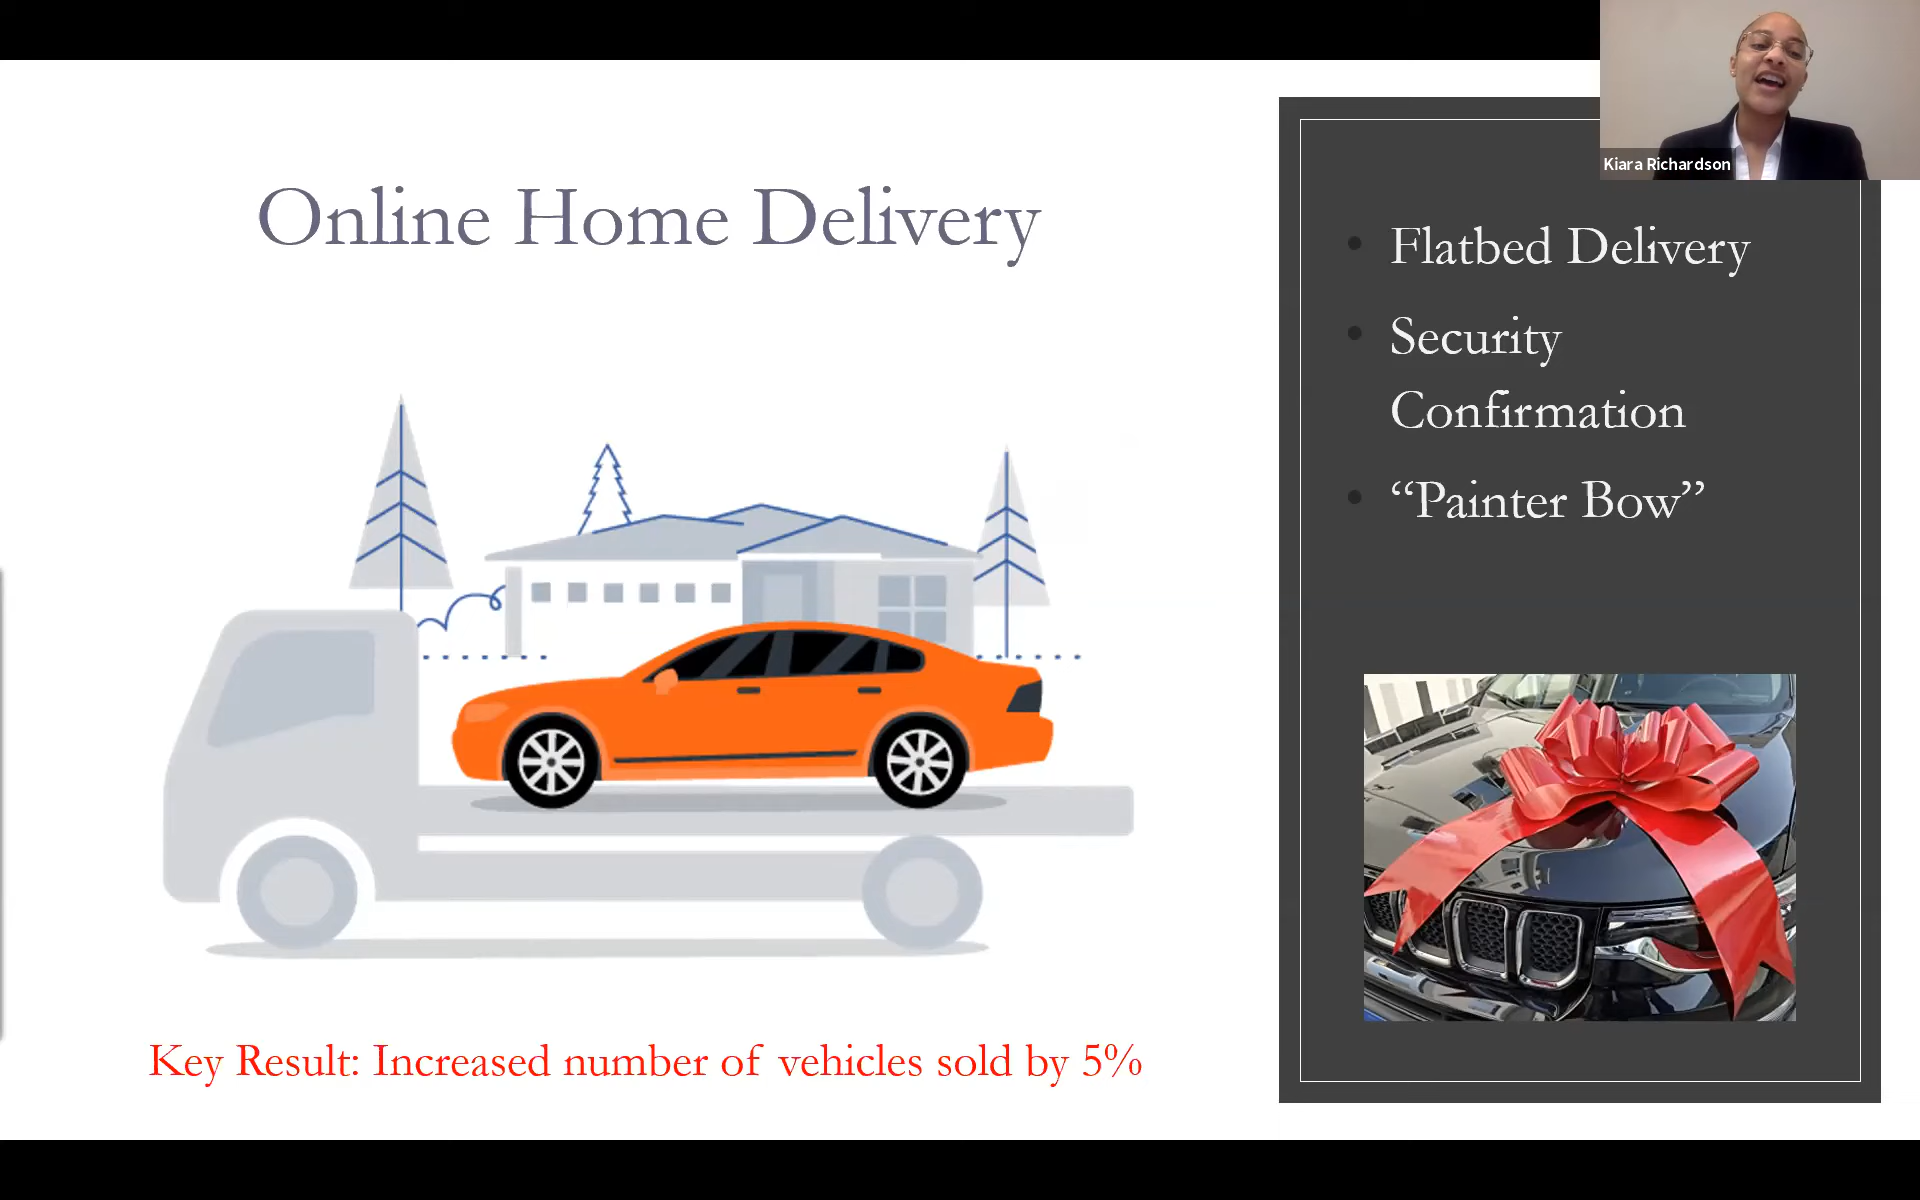 Kiara Richardson
Online Home Delivery
• Flatbed Delivery
• Security
Confirmation
• “Painter Bow”
Key Result: Increased number of vehicles sold by 5%